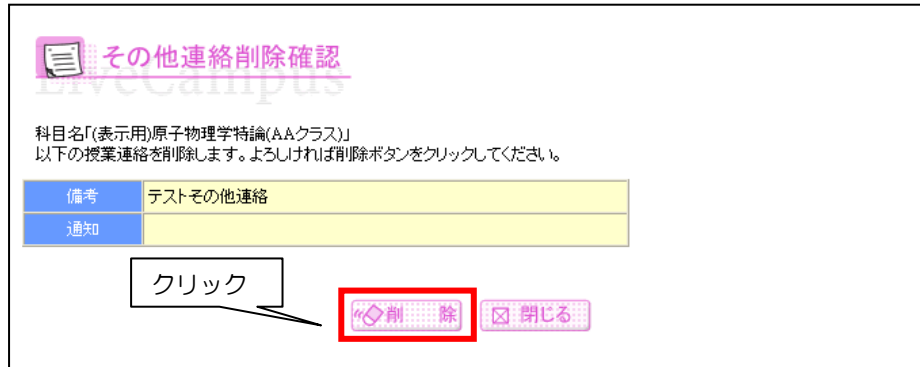 その他連絡削除確認
LiveCampus
科目名「(表示用)原子物理学特論(AAクラス)」
以下の授業連絡を削除します。よろしければ削除ボタンをクリックしてください。
備考 テストその他連絡
通知
クリック
削 除 閉じる